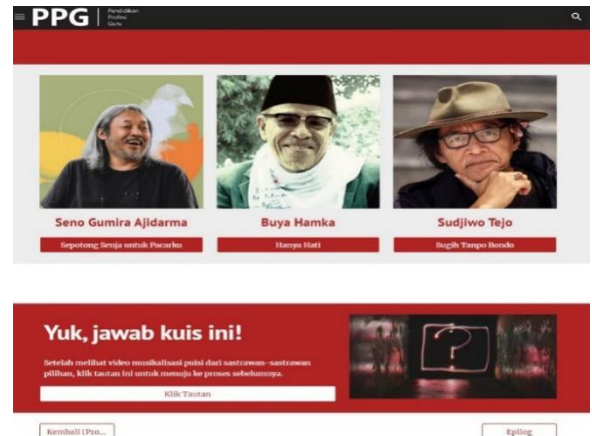 PPG
Pendidikan
Profesi
Guru
Seno Gumira Ajidarma
Buya Hamka
Sudjiwo Tejo
Sepotong Senja untuk Pacarku
Hanya Hati
Sugih Tanpo Bondo
Yuk, jawab kuis ini!
Setelah melihat video musikalisasi puisi dari sastrawan-sastrawan
pilihan, klik tautan ini untuk menuju ke proses sebelumnya.
Klik Tautan
Kembali (Pro...
Epilog